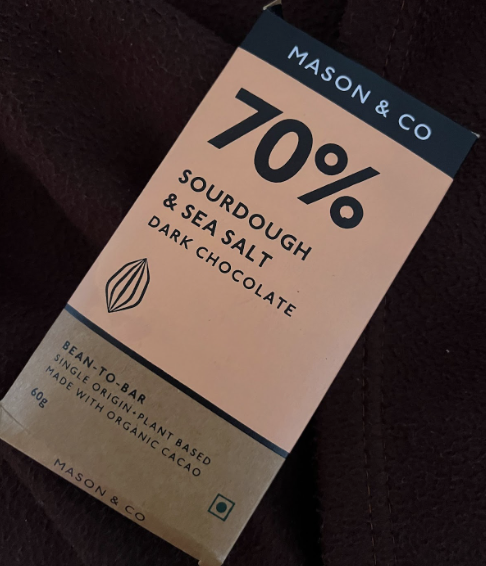 MASON & CO
70%
SOURDOUGH
& SEA SALT
DARK CHOCOLATE
BEAN-TO-BAR
SINGLE ORIGIN • PLANT BASED
MADE WITH ORGANIC CACAO
60g
MASON & CO